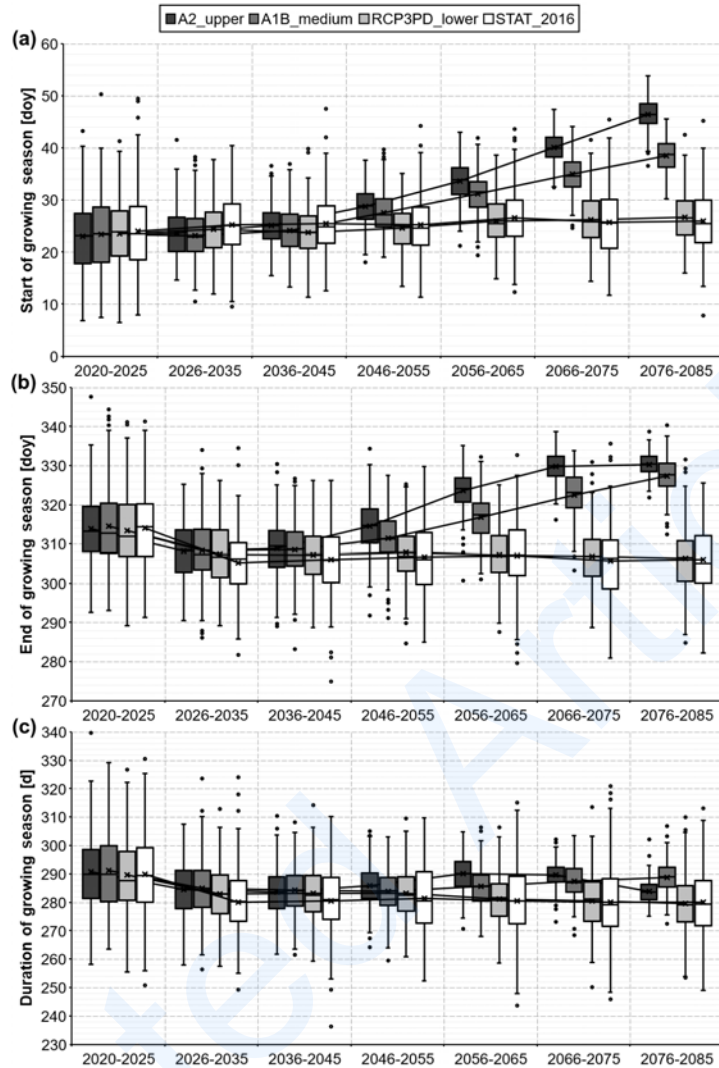 A2_upper A1B_medium RCP3PD_lower STAT_2016
(a)
Start of growing season [doy]
60
50
40
30
20
10
0
2020-2025 2026-2035 2036-2045 2046-2055 2056-2065 2066-2075 2076-2085
(b)
End of growing season [doy]
350
340
330
320
310
300
290
280
270
2020-2025 2026-2035 2036-2045 2046-2055 2056-2065 2066-2075 2076-2085
(c)
Duration of growing season [d]
340
330
320
310
300
290
280
270
260
250
240
230
2020-2025 2026-2035 2036-2045 2046-2055 2056-2065 2066-2075 2076-2085
ted Arti